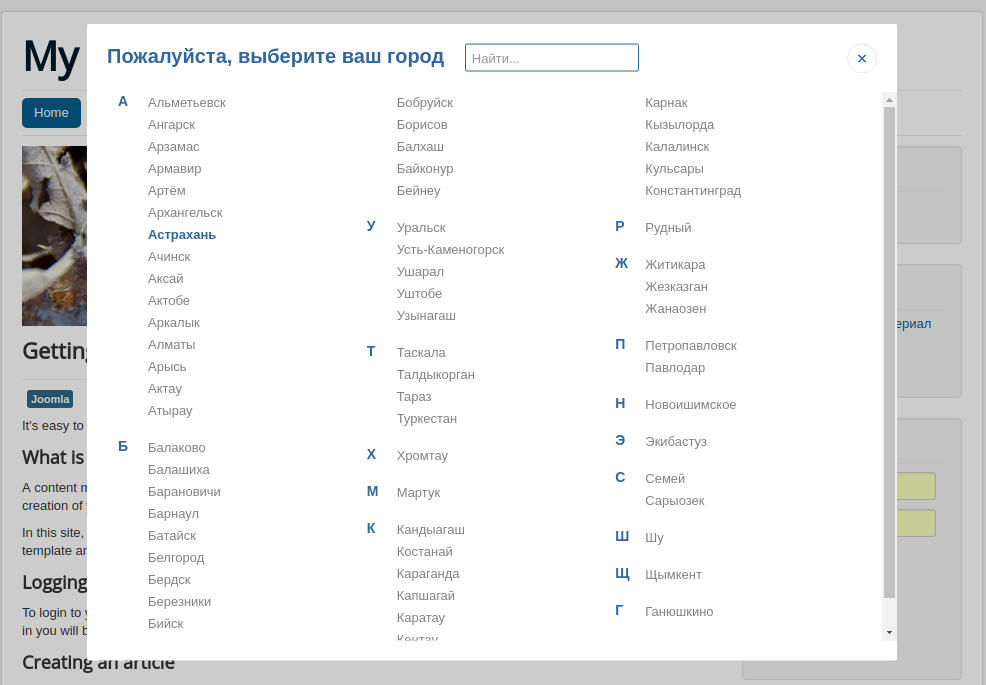 My
Home
Getting
Joomla
It's easy to
What is
A content
creation of
In this site,
template
Logging
To login to
in you will
Creating an article
Пожалуйста, выберите ваш город
Найти...
×
А
Альметьевск
Ангарск
Арзамас
Армавир
Артём
Архангельск
Астрахань
Ачинск
Аксай
Актобе
Аркалык
Алматы
Арысь
Актау
Атырау
Б
Балаково
Балашиха
Барановичи
Барнаул
Батайск
Белгород
Бердск
Березники
Бийск
Бобруйск
Борисов
Балхаш
Байконур
Бейнеу
У
Уральск
Усть-Каменогорск
Ушарал
Уштобе
Узынагаш
Т
Таскала
Талдыкорган
Тараз
Туркестан
Х
Хромтау
М
Мартук
К
Кандыагаш
Костанай
Караганда
Капшагай
Каратау
Кентау
Карнак
Кызылорда
Калалинск
Кульсары
Константинград
Р
Рудный
Ж
Житикара
Жезказган
Жанаозен
П
Петропавловск
Павлодар
Н
Новоишимское
Э
Экибастуз
С
Семей
Сарыозек
Ш
Шу
Щ
Щымкент
Г
Ганюшкино
ериал